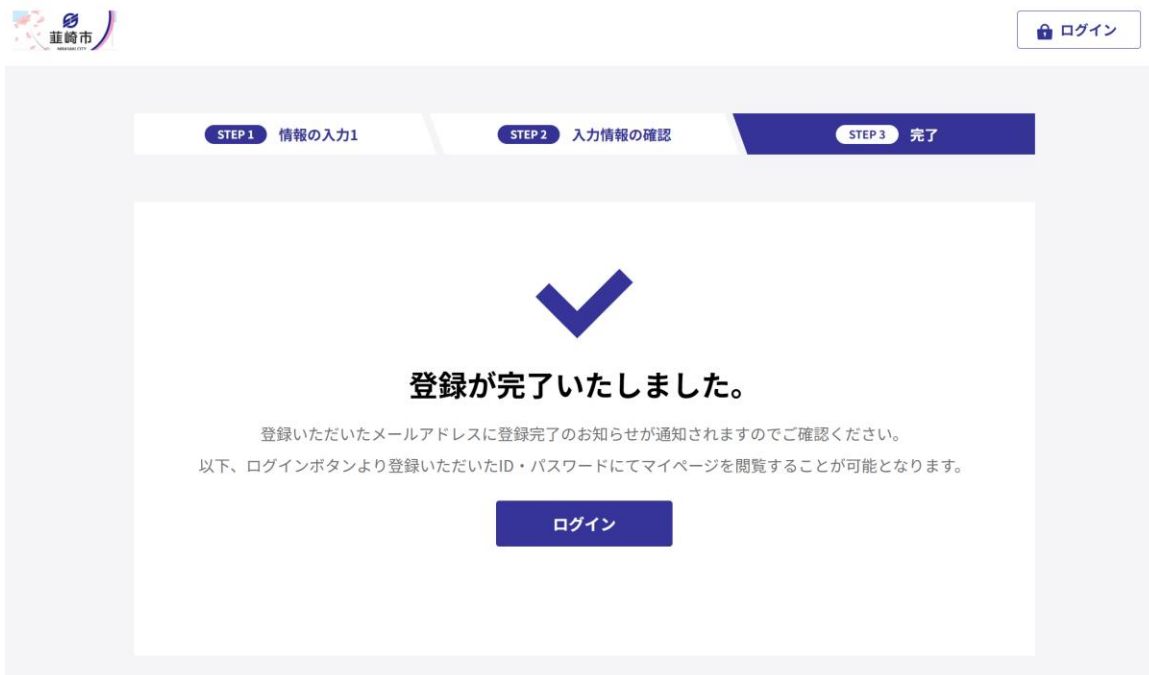 韮崎市
NIRASAKI CITY
ログイン
STEP 1 情報の入力1
STEP 2 入力情報の確認
STEP 3 完了
登録が完了いたしました。
登録いただいたメールアドレスに登録完了のお知らせが通知されますのでご確認ください。
以下、ログインボタンより登録いただいたID・パスワードにてマイページを閲覧することが可能となります。
ログイン